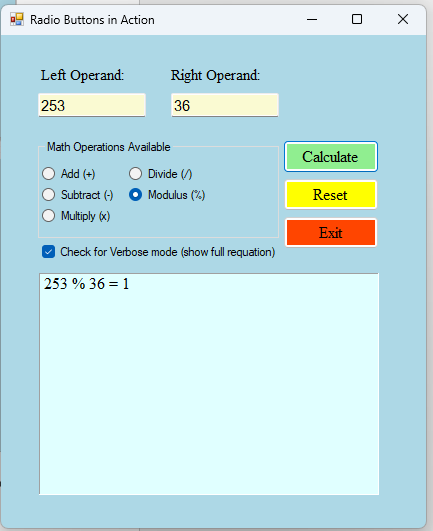 Radio Buttons in Action
Left Operand: Right Operand:
253 36
Math Operations Available
Add (+) Divide (/)
Subtract (-) Modulus (%)
Multiply (x)
Calculate
Reset
Exit
Check for Verbose mode (show full requation)
253 % 36 = 1